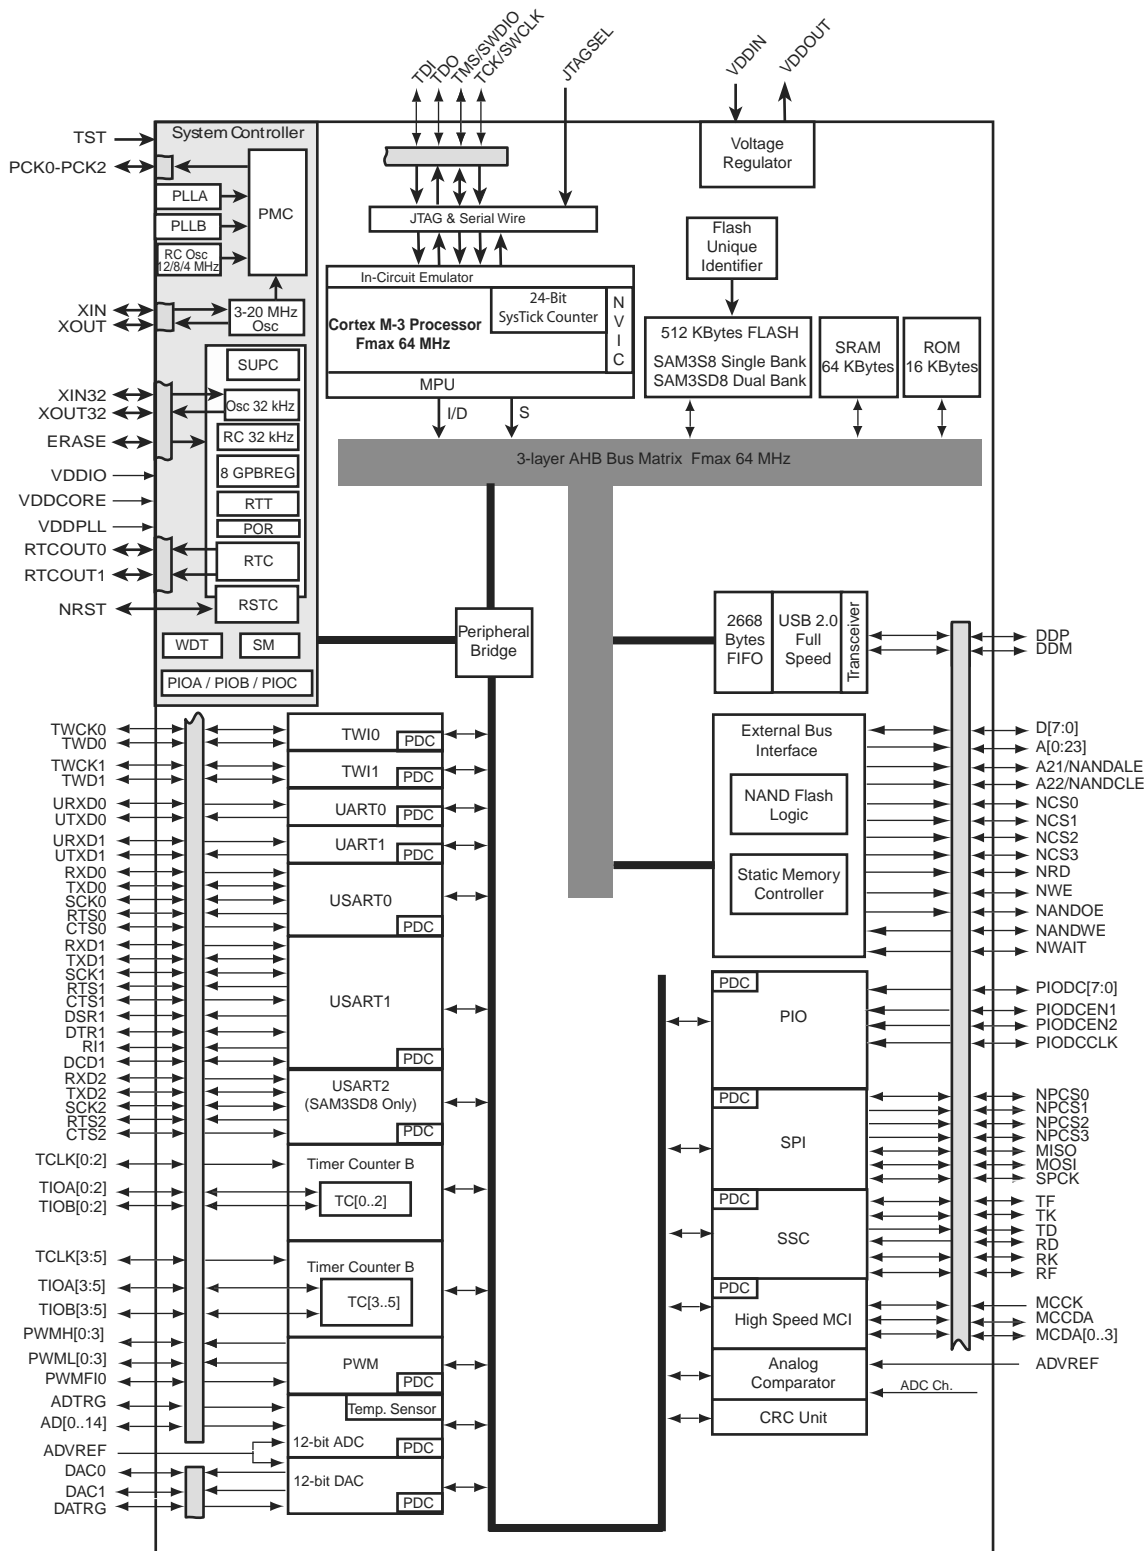 TDI
TDO
TMS/SWDIO
TCK/SWCLK
JTAGSEL
VDDIN
VDDOUT
System Controller
TST
PCK0-PCK2
PLLA
PLLB
RC Osc
12/8/4 MHz
PMC
XIN
XOUT
3-20 MHz
Osc
SUPC
XIN32
XOUT32
Osc 32 kHz
ERASE
RC 32 kHz
8 GPBREG
VDDIO
VDDCORE
RTT
VDDPLL
POR
RTCOUT0
RTCOUT1
RTC
NRST
RSTC
WDT
SM
PIOA / PIOB / PIOC
JTAG & Serial Wire
In-Circuit Emulator
24-Bit
SysTick Counter
N
V
I
C
Cortex M-3 Processor
Fmax 64 MHz
MPU
I/D
S
Voltage
Regulator
Flash
Unique
Identifier
512 KBytes FLASH
SAM3S8 Single Bank
SAM3SD8 Dual Bank
SRAM
64 KBytes
ROM
16 KBytes
3-layer AHB Bus Matrix Fmax 64 MHz
Peripheral
Bridge
2668
Bytes
FIFO
USB 2.0
Full
Speed
Transceiver
DDP
DDM
TWCK0
TWD0
TWI0
PDC
TWCK1
TWD1
TWI1
PDC
URXD0
UTXD0
UART0
PDC
URXD1
UTXD1
UART1
PDC
RXD0
TXD0
SCK0
RTS0
CTS0
USART0
PDC
RXD1
TXD1
SCK1
RTS1
CTS1
DSR1
DTR1
RI1
DCD1
USART1
PDC
RXD2
TXD2
SCK2
RTS2
CTS2
USART2
(SAM3SD8 Only)
PDC
TCLK[0:2]
TIOA[0:2]
TIOB[0:2]
Timer Counter B
TC[0..2]
TCLK[3:5]
TIOA[3:5]
TIOB[3:5]
Timer Counter B
TC[3..5]
PWMH[0:3]
PWML[0:3]
PWMFI0
PWM
PDC
ADTRG
AD[0..14]
Temp. Sensor
ADVREF
12-bit ADC
PDC
DAC0
DAC1
DATRG
12-bit DAC
PDC
External Bus
Interface
NAND Flash
Logic
Static Memory
Controller
D[7:0]
A[0:23]
A21/NANDALE
A22/NANDCLE
NCS0
NCS1
NCS2
NCS3
NRD
NWE
NANDOE
NANDWE
NWAIT
PDC
PIO
PIODC[7:0]
PIODCEN1
PIODCEN2
PIODCCLK
PDC
SPI
NPCS0
NPCS1
NPCS2
NPCS3
MISO
MOSI
SPCK
PDC
SSC
TF
TK
TD
RD
RK
RF
PDC
High Speed MCI
MCCK
MCCDA
MCDA[0..3]
Analog
Comparator
ADVREF
ADC Ch.
CRC Unit